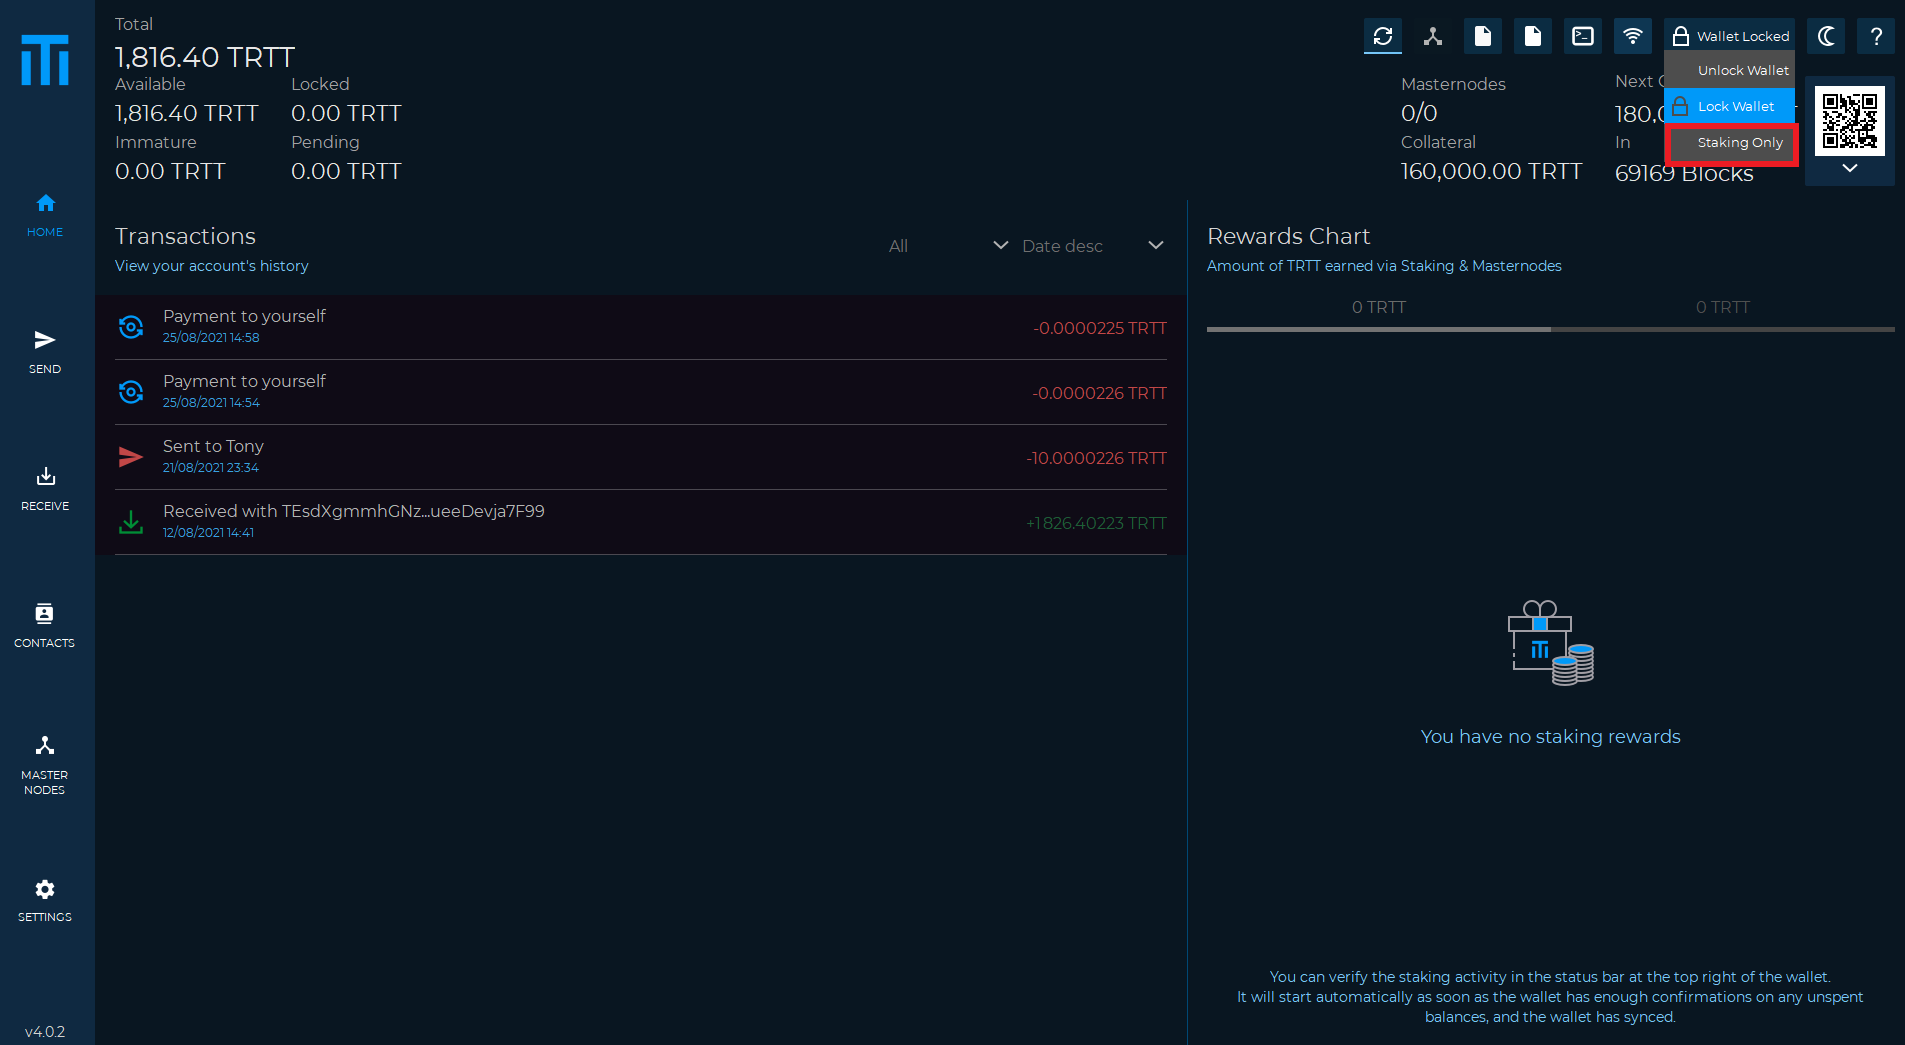 Total
1,816.40 TRTT
Available
Locked
1,816.40 TRTT
0.00 TRTT
Immature
Pending
0.00 TRTT
0.00 TRTT
Wallet Locked
?
Unlock Wallet
Lock Wallet
Staking Only
Masternodes
0/0
Collateral
160,000.00 TRTT
Next
180,
In
69169 Blocks
HOME
SEND
RECEIVE
CONTACTS
MASTER
NODES
SETTINGS
v4.0.2
Transactions
View your account's history
All
Date desc
Payment to yourself
25/08/2021 14:58
-0.0000225 TRTT
Payment to yourself
25/08/2021 14:54
-0.0000226 TRTT
Sent to Tony
21/08/2021 23:34
-10.0000226 TRTT
Received with TEsdXgmmhGNz...ueeDevja7F99
12/08/2021 14:41
+1826.40223 TRTT
Rewards Chart
Amount of TRTT earned via Staking & Masternodes
0 TRTT
0 TRTT
You have no staking rewards
You can verify the staking activity in the status bar at the top right of the wallet.
It will start automatically as soon as the wallet has enough confirmations on any unspent
balances, and the wallet has synced.